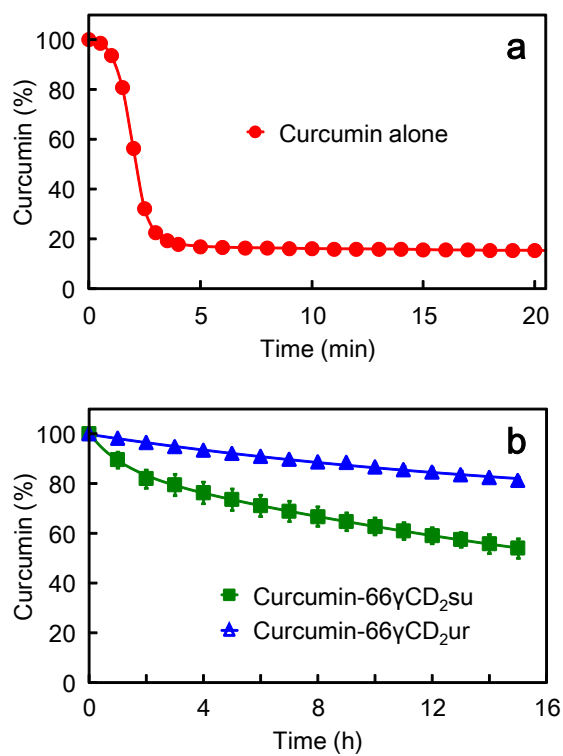 a
100
80
60
40
20
0
Curcumin (%)
Curcumin alone
0 5 10 15 20
Time (min)
b
100
80
60
40
20
0
Curcumin (%)
Curcumin-66γCD₂su
Curcumin-66γCD₂ur
0 4 8 12 16
Time (h)